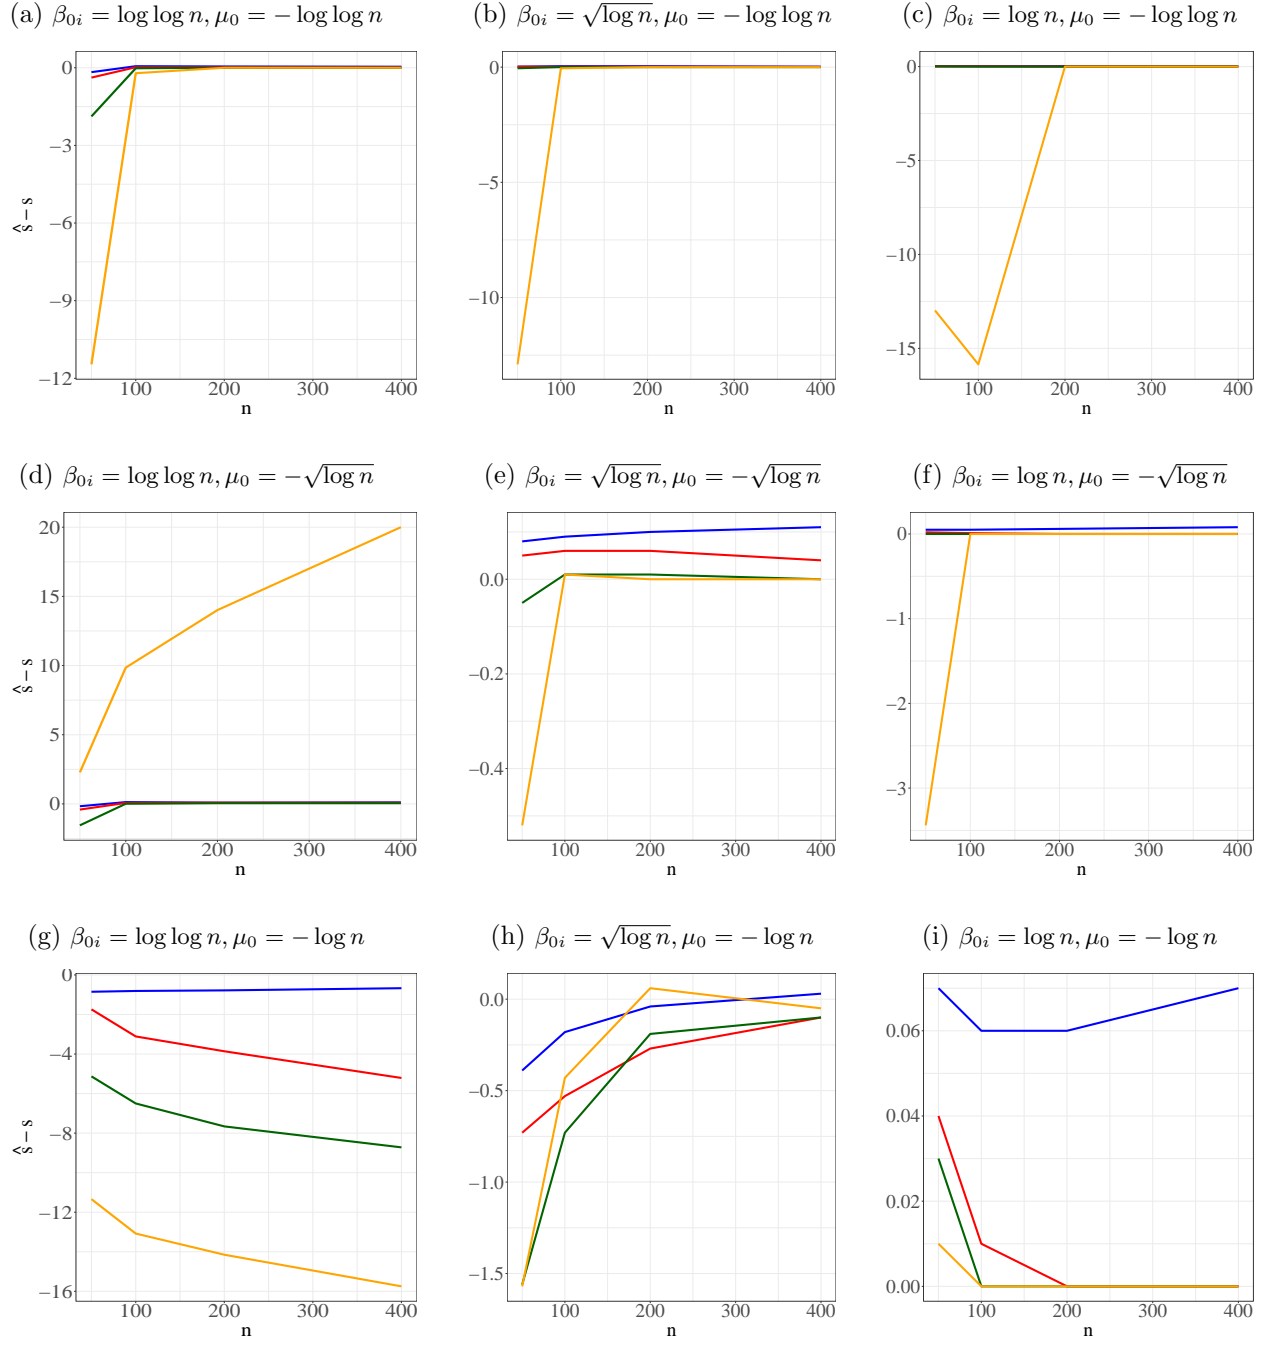 (a) β₀ᵢ = log log n, μ₀ = − log log n
(b) β₀ᵢ = √log n, μ₀ = − log log n
(c) β₀ᵢ = log n, μ₀ = − log log n
0
−3
−6
−9
−12
ŝ − s
100 200 300 400
n
0
−5
−10
100 200 300 400
n
0
−5
−10
−15
100 200 300 400
n
(d) β₀ᵢ = log log n, μ₀ = −√log n
(e) β₀ᵢ = √log n, μ₀ = −√log n
(f) β₀ᵢ = log n, μ₀ = −√log n
20
15
10
5
0
ŝ − s
100 200 300 400
n
0.0
−0.2
−0.4
100 200 300 400
n
0
−1
−2
−3
100 200 300 400
n
(g) β₀ᵢ = log log n, μ₀ = − log n
(h) β₀ᵢ = √log n, μ₀ = − log n
(i) β₀ᵢ = log n, μ₀ = − log n
0
−4
−8
−12
−16
ŝ − s
100 200 300 400
n
0.0
−0.5
−1.0
−1.5
100 200 300 400
n
0.06
0.04
0.02
0.00
100 200 300 400
n